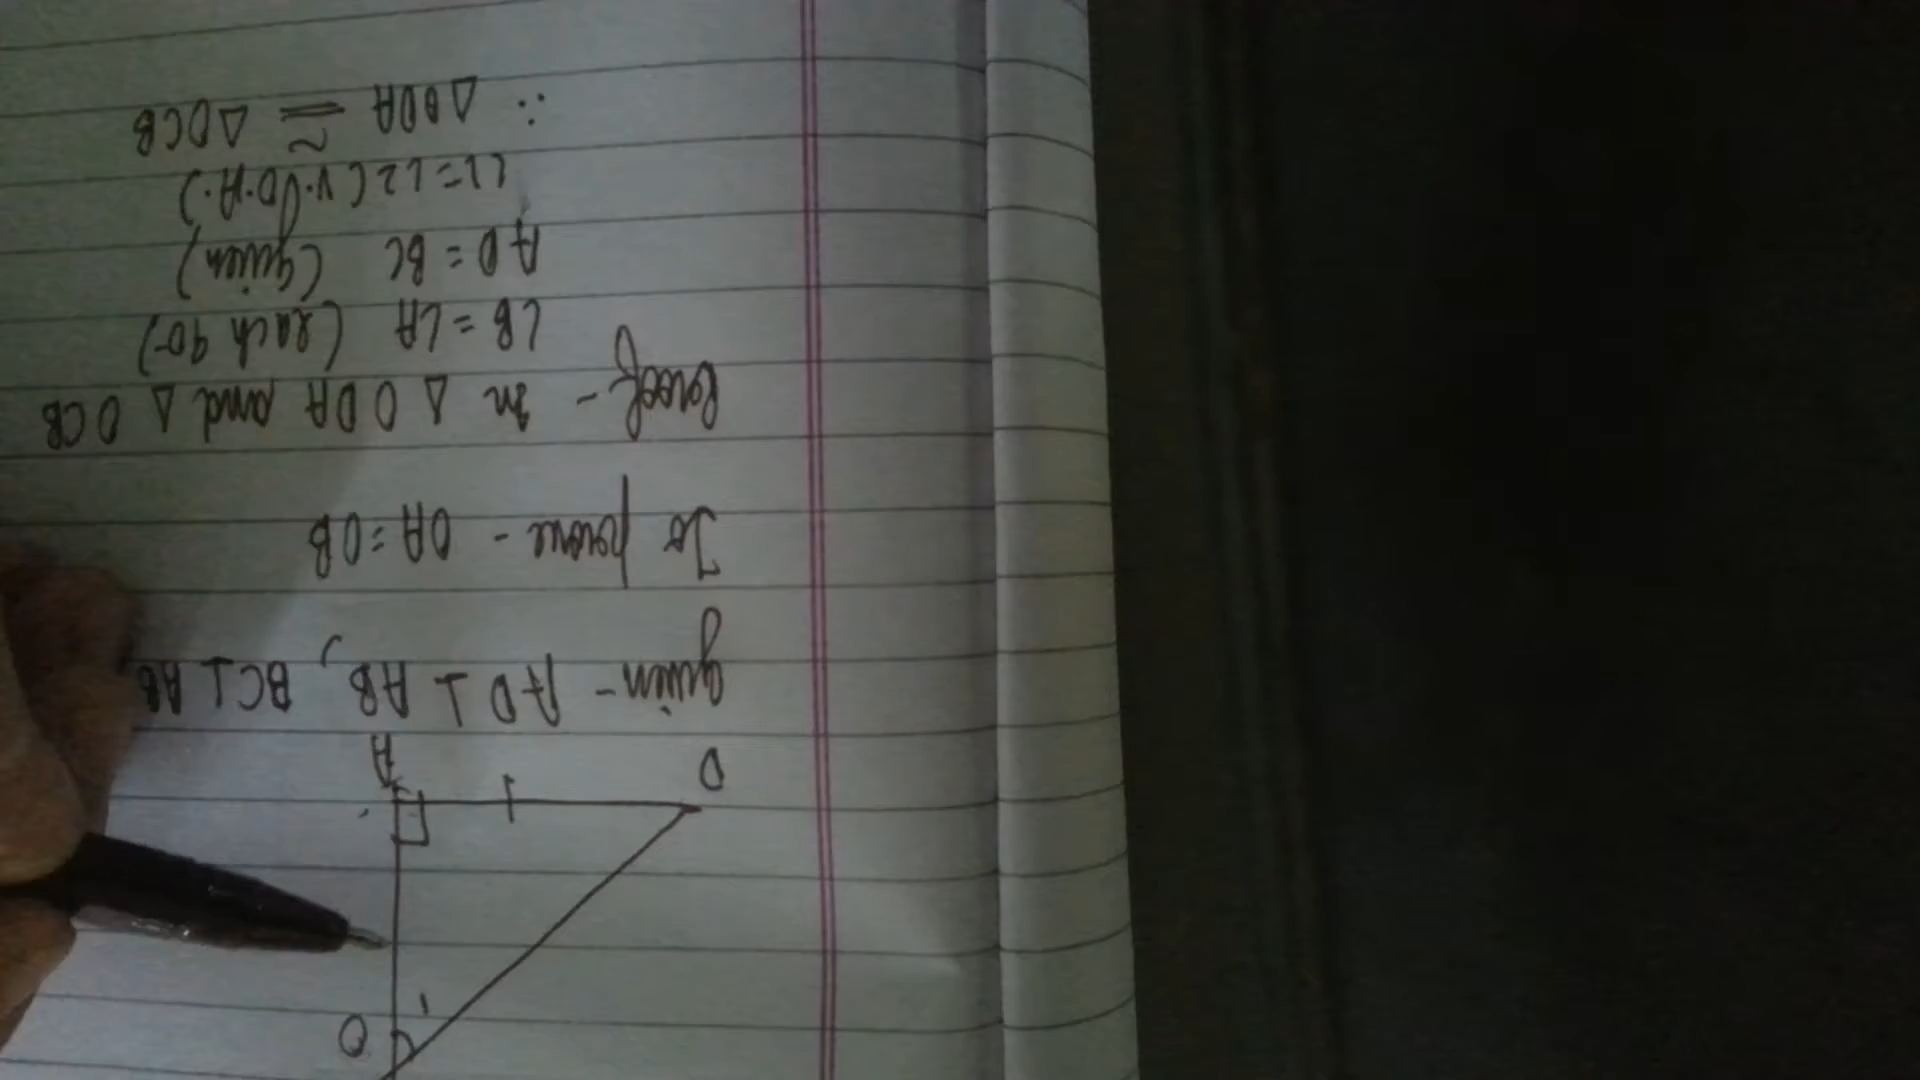 O
1
A
D
given - AD ⊥ AB, BC ⊥ AB
To prove - OA = OB
Proof - In △ ODA and △ OCB
∠B = ∠A (each 90°)
AD = BC (given)
∠1 = ∠2 (V.O.A.)
∴ △ODA ≅ △OCB